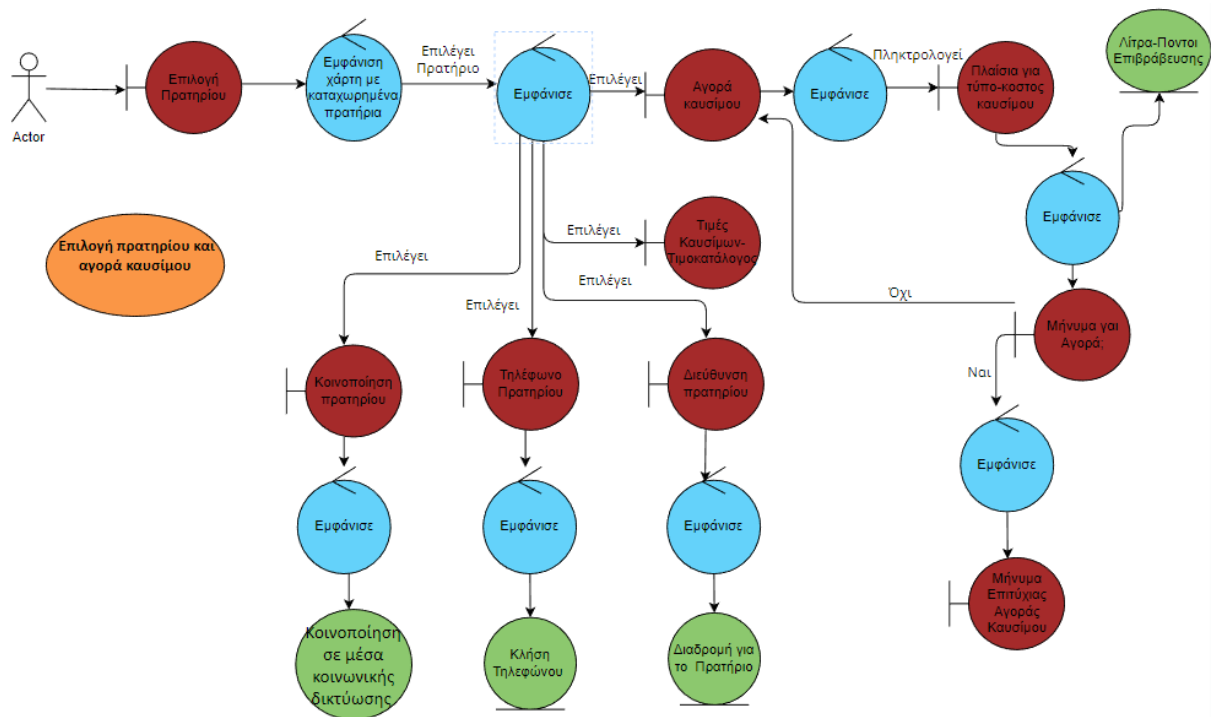 Actor
Επιλογή
Πρατηρίου
Εμφάνιση
χάρτη με
καταχωρημένα
πρατήρια
Επιλέγει
Πρατήριο
Εμφάνισε
Επιλέγει
Αγορά
καυσίμου
Εμφάνισε
Πληκτρολογεί
Πλαίσια για
τύπο-κοστος
καυσίμου
Λίτρα-Ποντοι
Επιβράβευσης
Εμφάνισε
Επιλογή πρατηρίου και
αγορά καυσίμου
Επιλέγει
Επιλέγει
Τιμές
Καυσίμων-
Τιμοκατάλογος
Επιλέγει
Επιλέγει
Όχι
Μήνυμα γαι
Αγορά;
Ναι
Κοινοποίηση
πρατηρίου
Τηλέφωνο
Πρατηρίου
Διεύθυνση
πρατηρίου
Εμφάνισε
Εμφάνισε
Εμφάνισε
Εμφάνισε
Μήνυμα
Επιτύχιας
Αγοράς
Καυσίμου
Κοινοποίηση
σε μέσα
κοινωνικής
δικτύωσης
Κλήση
Τηλεφώνου
Διαδρομή για
το Πρατήριο